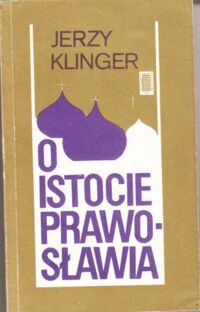 JERZY
KLINGER
O
ISTOCIE
PRAWO-
SŁAWIA